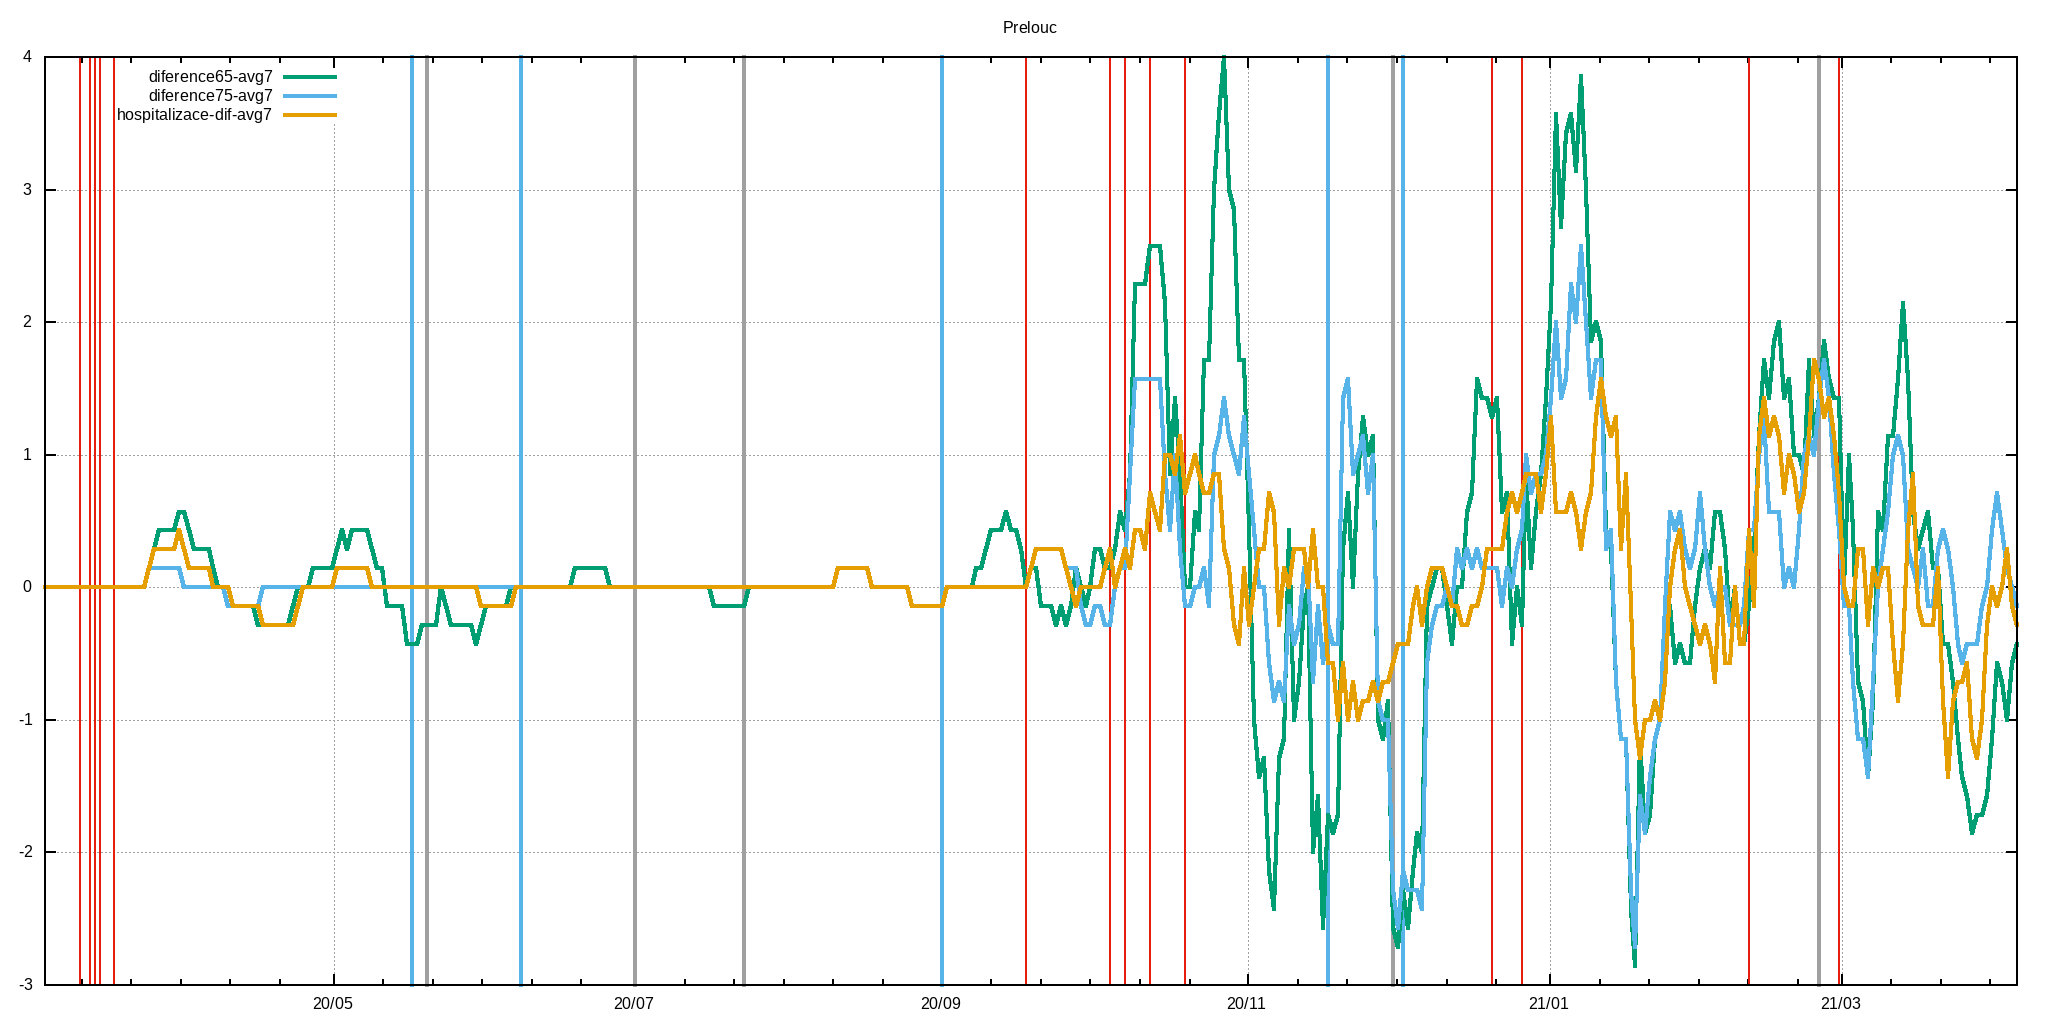 Prelouc
diference65-avg7
diference75-avg7
hospitalizace-dif-avg7
4
3
2
1
0
-1
-2
-3
20/05 20/07 20/09 20/11 21/01 21/03